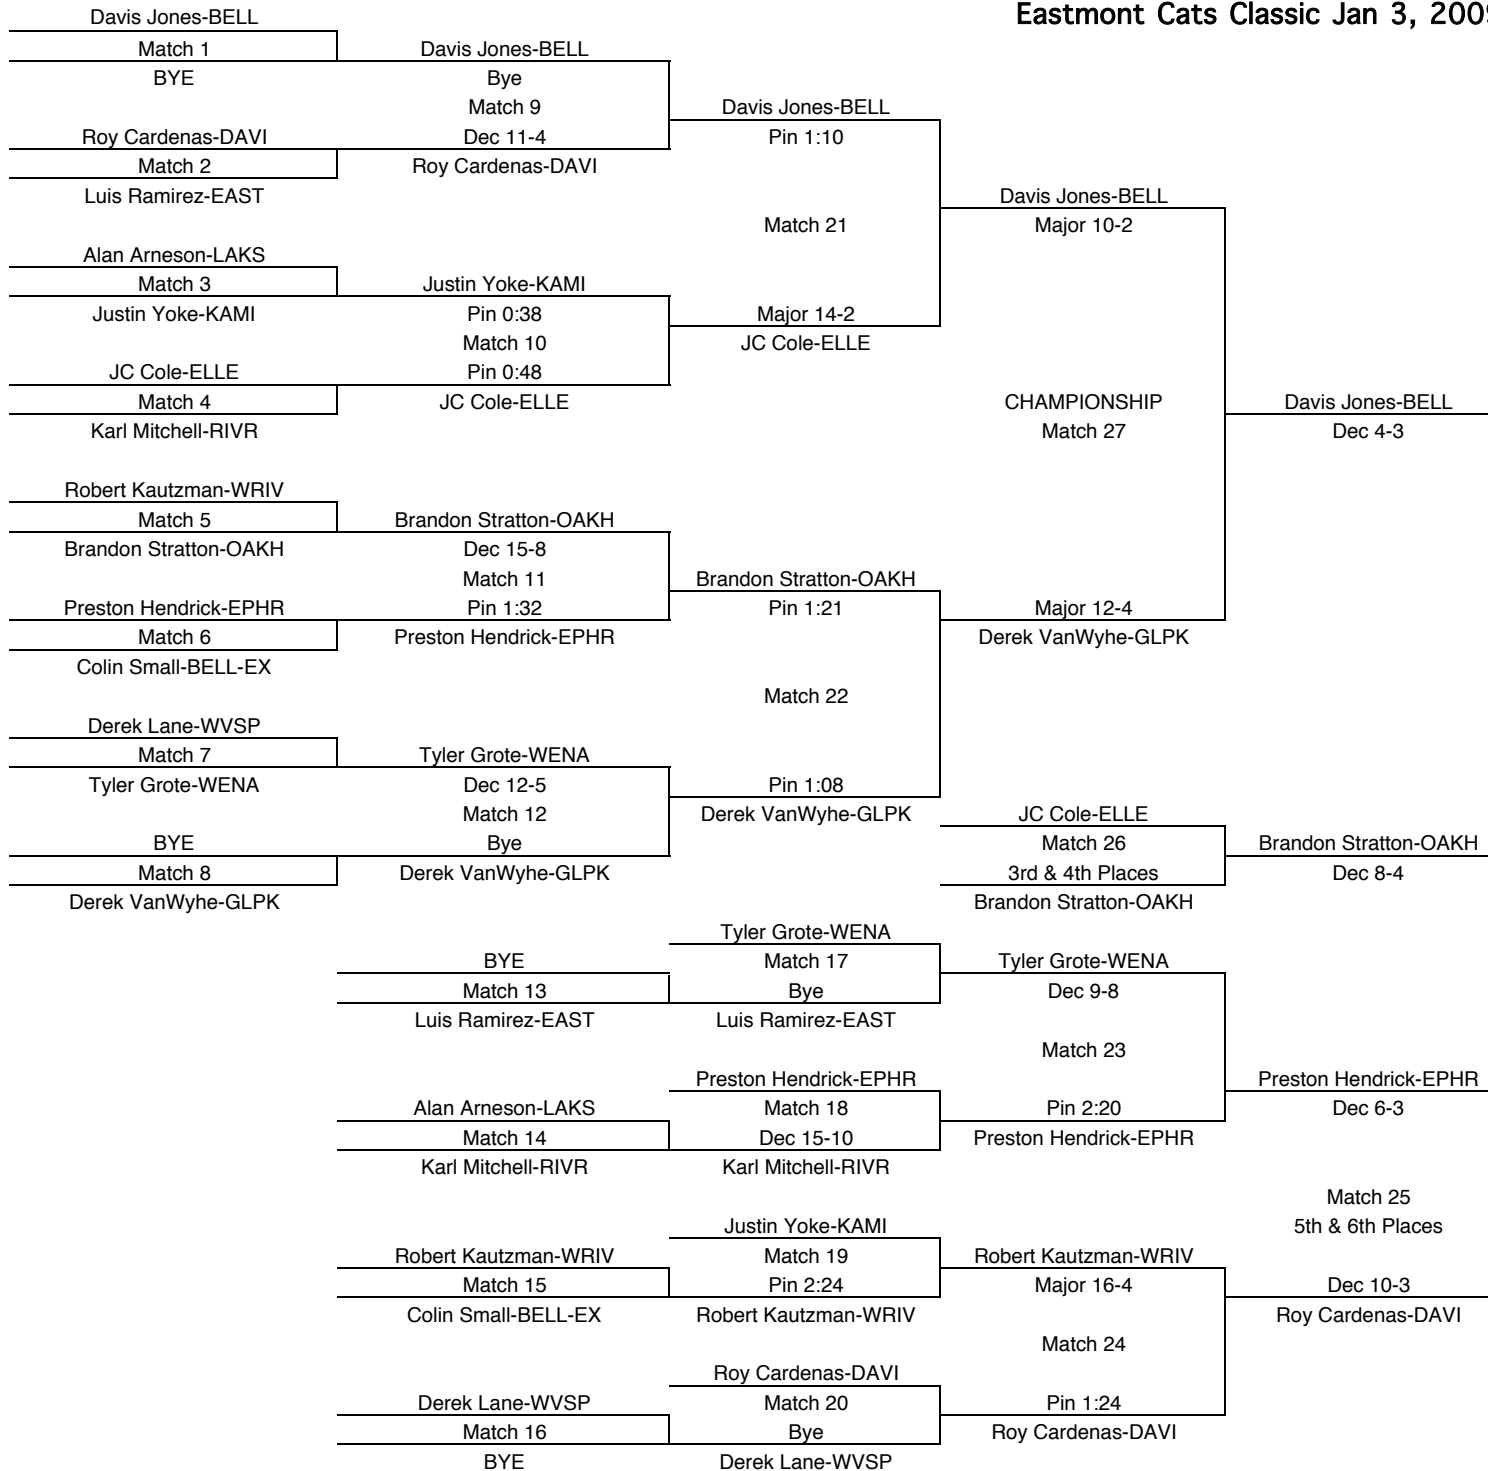 Eastmont Cats Classic Jan 3, 2009
Davis Jones-BELL
Match 1
BYE
Roy Cardenas-DAVI
Match 2
Luis Ramirez-EAST
Alan Arneson-LAKS
Match 3
Justin Yoke-KAMI
JC Cole-ELLE
Match 4
Karl Mitchell-RIVR
Robert Kautzman-WRIV
Match 5
Brandon Stratton-OAKH
Preston Hendrick-EPHR
Match 6
Colin Small-BELL-EX
Derek Lane-WVSP
Match 7
Tyler Grote-WENA
BYE
Match 8
Derek VanWyhe-GLPK
Davis Jones-BELL
Bye
Match 9
Dec 11-4
Roy Cardenas-DAVI
Justin Yoke-KAMI
Pin 0:38
Match 10
Pin 0:48
JC Cole-ELLE
Brandon Stratton-OAKH
Dec 15-8
Match 11
Pin 1:32
Preston Hendrick-EPHR
Tyler Grote-WENA
Dec 12-5
Match 12
Bye
Derek VanWyhe-GLPK
Davis Jones-BELL
Pin 1:10
Match 21
Major 14-2
JC Cole-ELLE
Brandon Stratton-OAKH
Pin 1:21
Match 22
Pin 1:08
Derek VanWyhe-GLPK
Davis Jones-BELL
Major 10-2
CHAMPIONSHIP
Match 27
Major 12-4
Derek VanWyhe-GLPK
Davis Jones-BELL
Dec 4-3
JC Cole-ELLE
Match 26
3rd & 4th Places
Brandon Stratton-OAKH
Brandon Stratton-OAKH
Dec 8-4
BYE
Match 13
Luis Ramirez-EAST
Alan Arneson-LAKS
Match 14
Karl Mitchell-RIVR
Robert Kautzman-WRIV
Match 15
Colin Small-BELL-EX
Derek Lane-WVSP
Match 16
BYE
Tyler Grote-WENA
Match 17
Bye
Luis Ramirez-EAST
Preston Hendrick-EPHR
Match 18
Dec 15-10
Karl Mitchell-RIVR
Justin Yoke-KAMI
Match 19
Pin 2:24
Robert Kautzman-WRIV
Roy Cardenas-DAVI
Match 20
Bye
Derek Lane-WVSP
Tyler Grote-WENA
Dec 9-8
Match 23
Pin 2:20
Preston Hendrick-EPHR
Robert Kautzman-WRIV
Major 16-4
Match 24
Pin 1:24
Roy Cardenas-DAVI
Preston Hendrick-EPHR
Dec 6-3
Match 25
5th & 6th Places
Dec 10-3
Roy Cardenas-DAVI